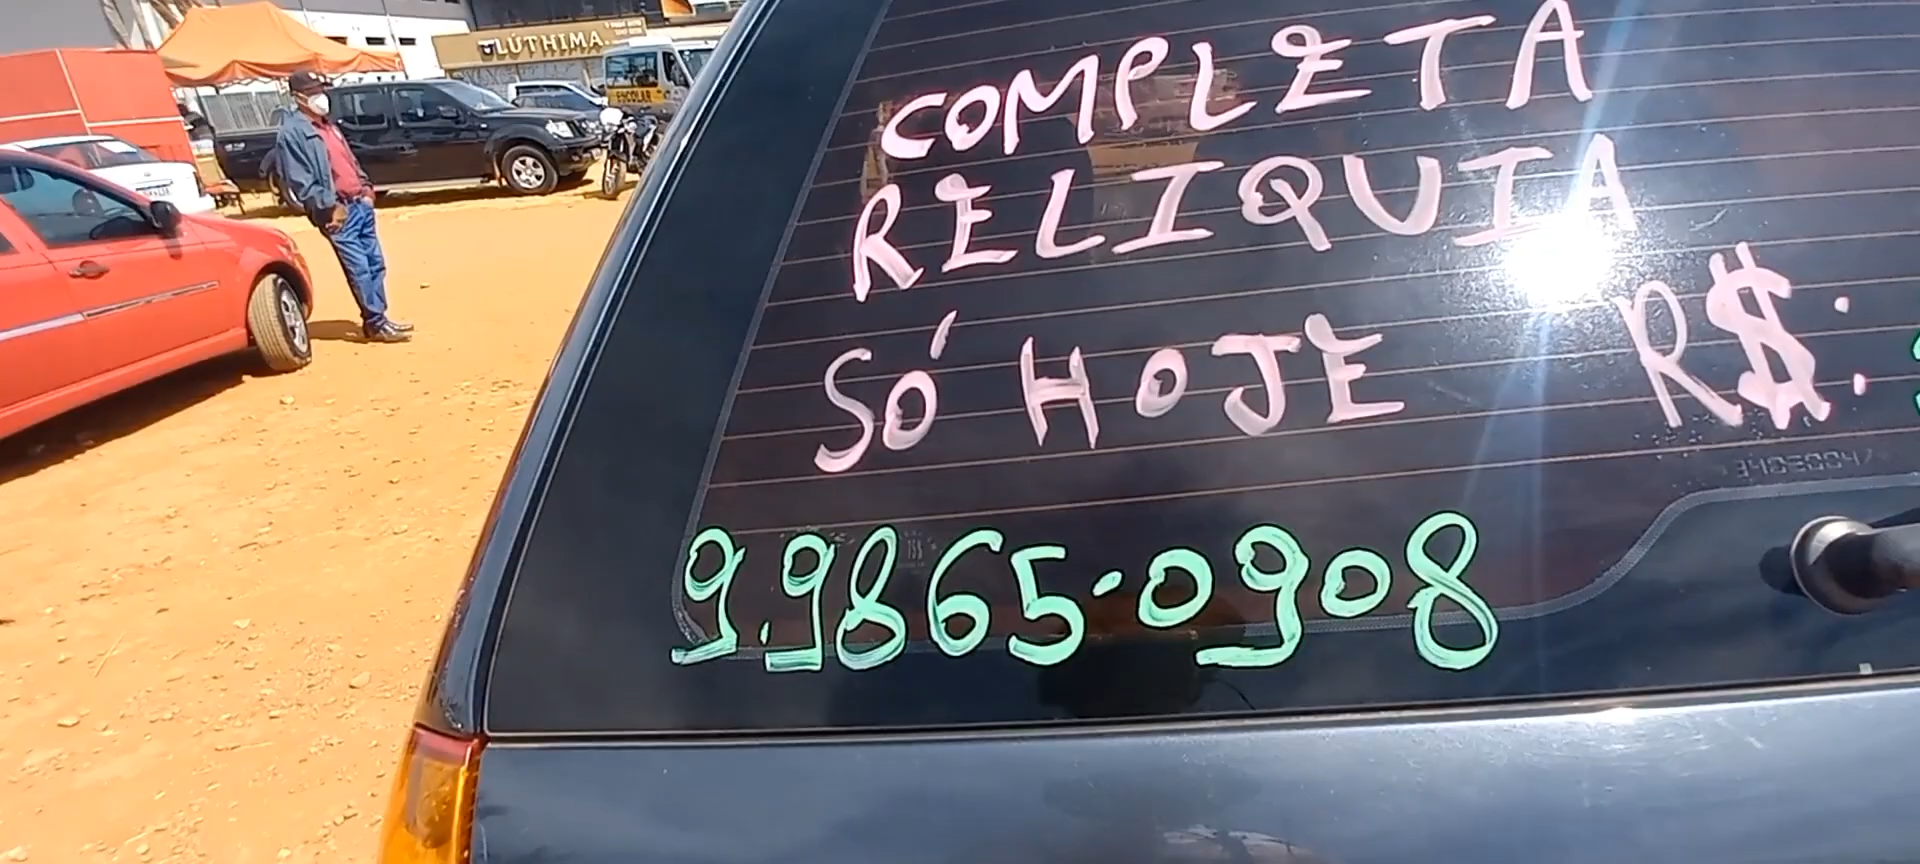 LÚTHIMA.
ESCOLAR
COMPLETA
RELIQUIA
SÓ HOJE R$:
9.9865-0908